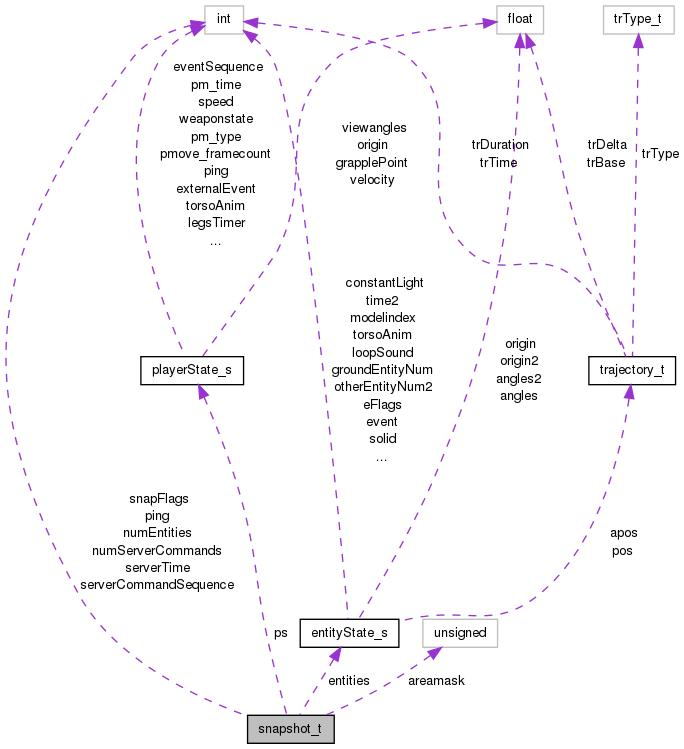 int
float
trType_t
eventSequence
pm_time
speed
weaponstate
pm_type
pmove_framecount
ping
externalEvent
torsoAnim
legsTimer
...
viewangles
origin
grapplePoint
velocity
trDuration
trTime
trDelta
trBase
trType
constantLight
time2
modelindex
torsoAnim
loopSound
groundEntityNum
otherEntityNum2
eFlags
event
solid
...
origin
origin2
angles2
angles
playerState_s
trajectory_t
snapFlags
ping
numEntities
numServerCommands
serverTime
serverCommandSequence
apos
pos
ps
entityState_s
unsigned
entities
areamask
snapshot_t